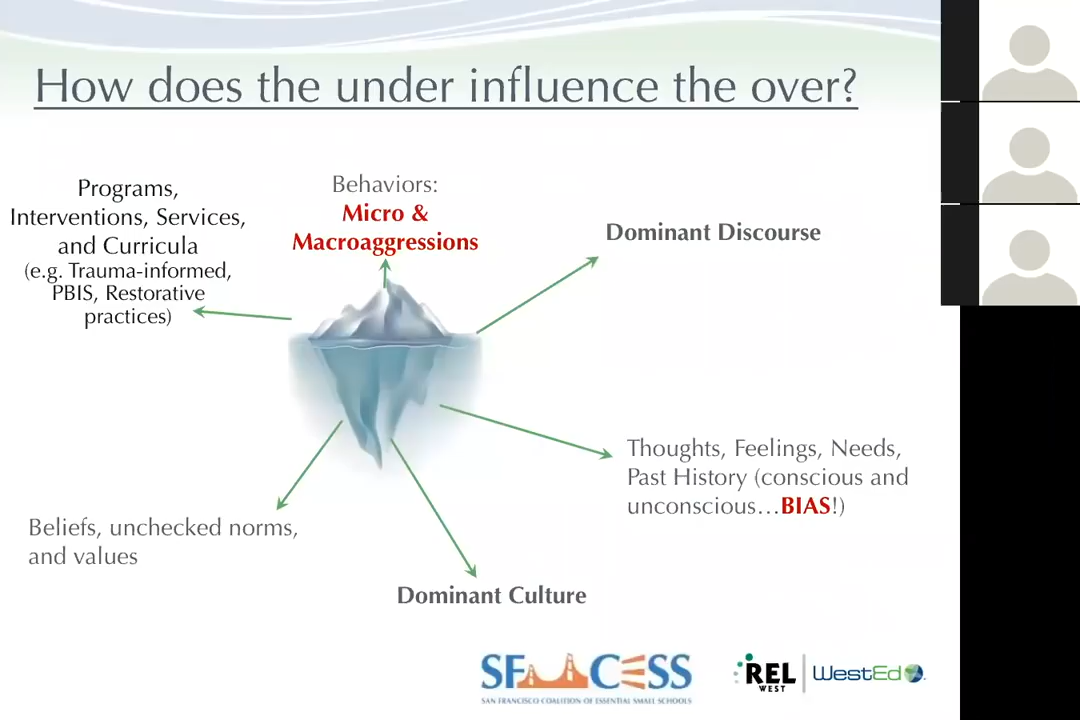 How does the under influence the over?
Programs,
Interventions, Services,
and Curricula
(e.g. Trauma-informed,
PBIS, Restorative
practices)
Behaviors:
Micro &
Macroaggressions
Dominant Discourse
Thoughts, Feelings, Needs,
Past History (conscious and
unconscious…BIAS!)
Beliefs, unchecked norms,
and values
Dominant Culture
SF CESS
SAN FRANCISCO COALITION OF ESSENTIAL SMALL SCHOOLS
REL
WEST
WestEd